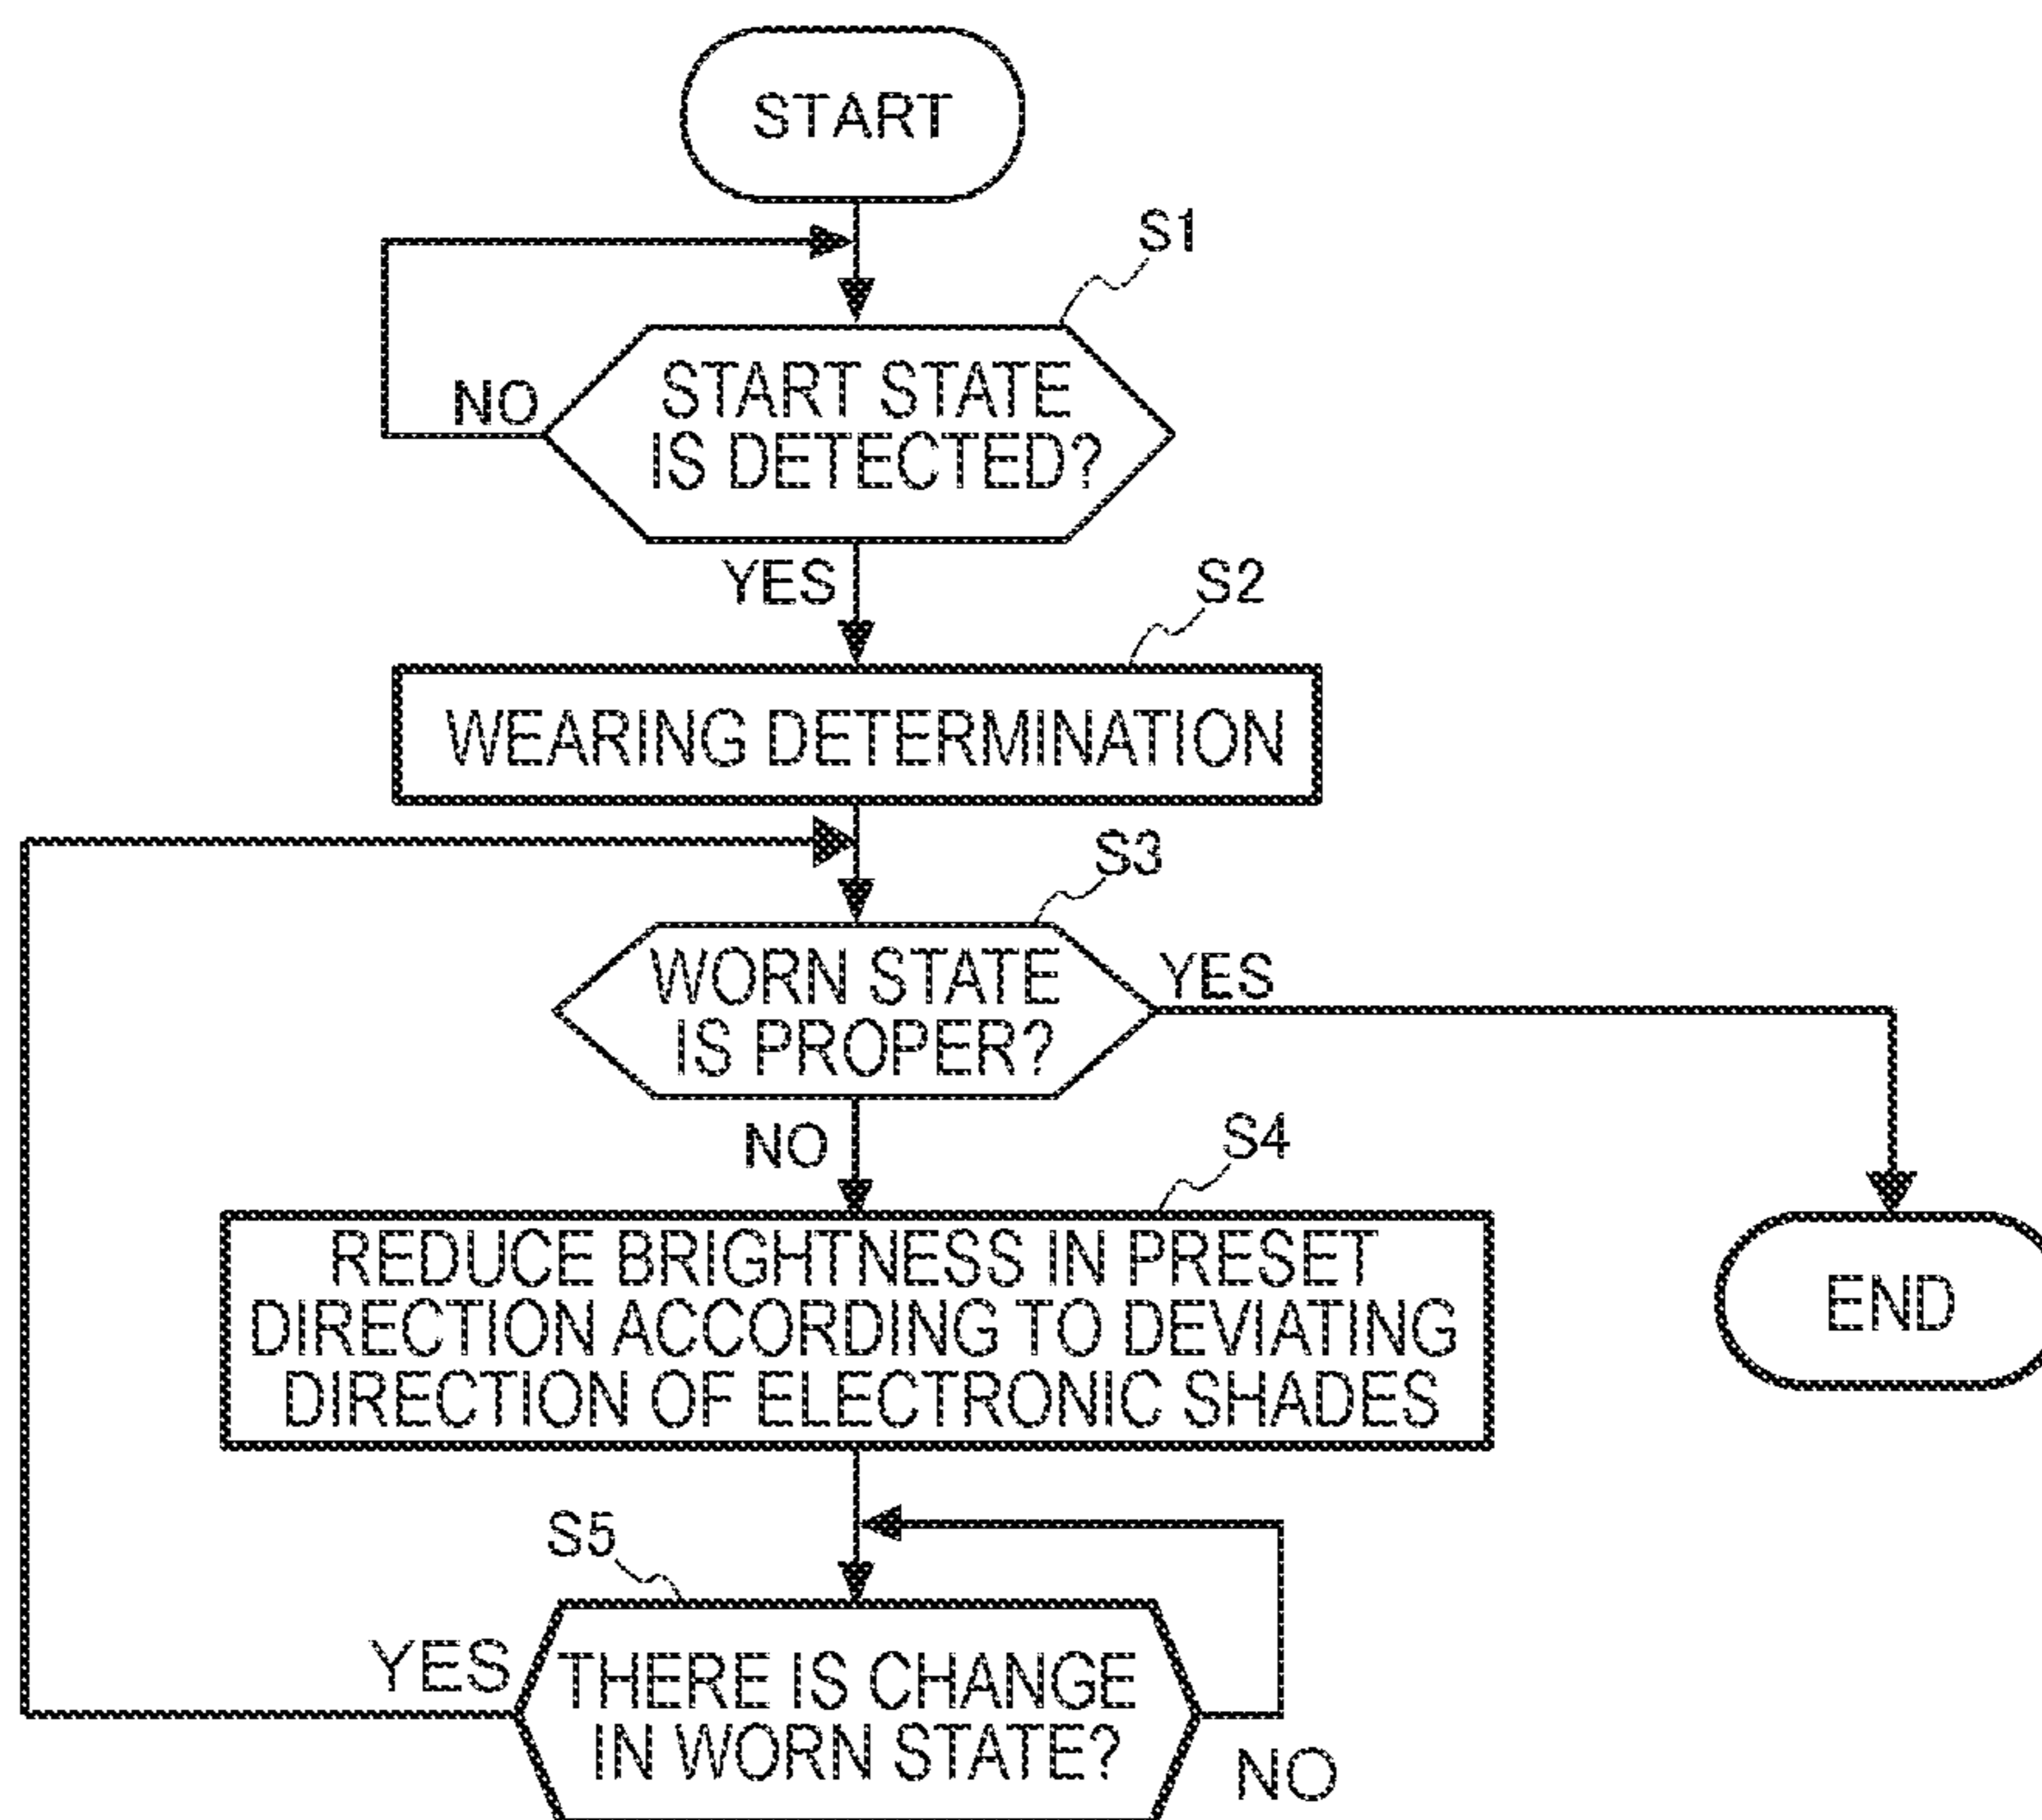 START
S1
START STATE
IS DETECTED?
NO
YES
S2
WEARING DETERMINATION
S3
WORN STATE
IS PROPER?
YES
NO
S4
REDUCE BRIGHTNESS IN PRESET
DIRECTION ACCORDING TO DEVIATING
DIRECTION OF ELECTRONIC SHADES
END
S5
THERE IS CHANGE
IN WORN STATE?
YES
NO